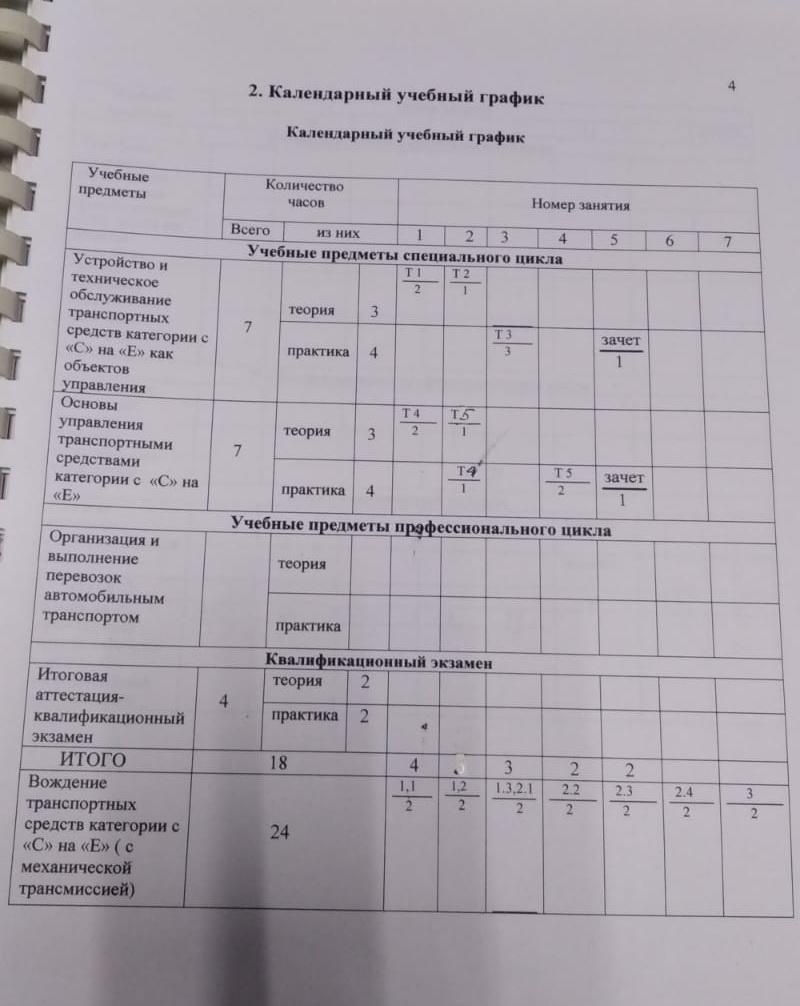 4
2. Календарный учебный график
Календарный учебный график
Учебные предметы
Количество часов
Номер занятия
Всего из них 1 2 3 4 5 6 7
Учебные предметы специального цикла
Устройство и
техническое
обслуживание
транспортных
средств категории с
«С» на «Е» как
объектов
управления
7
теория 3
Т 1
2
Т 2
1
практика 4
Т 3
3
зачет
1
Основы
управления
транспортными
средствами
категории с «С» на
«Е»
7
теория 3
Т 4
2
Т5
1
практика 4
Т4
1
Т 5
2
зачет
1
Учебные предметы профессионального цикла
Организация и
выполнение
перевозок
автомобильным
транспортом
теория
практика
Квалификационный экзамен
Итоговая
аттестация-
квалификационный
экзамен
4
теория 2
практика 2
ИТОГО 18 4 3 2 2
Вождение
транспортных
средств категории с
«С» на «Е» ( с
механической
трансмиссией)
24
1,1
2
1,2
2
1.3,2.1
2
2.2
2
2.3
2
2.4
2
3
2